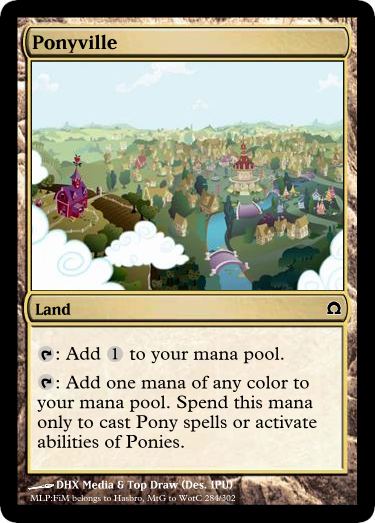 Ponyville
Land
Ω
: Add 1 to your mana pool.
: Add one mana of any color to
your mana pool. Spend this mana
only to cast Pony spells or activate
abilities of Ponies.
DHX Media & Top Draw (Des. IPU)
MLP:FiM belongs to Hasbro, MtG to WotC 284/302